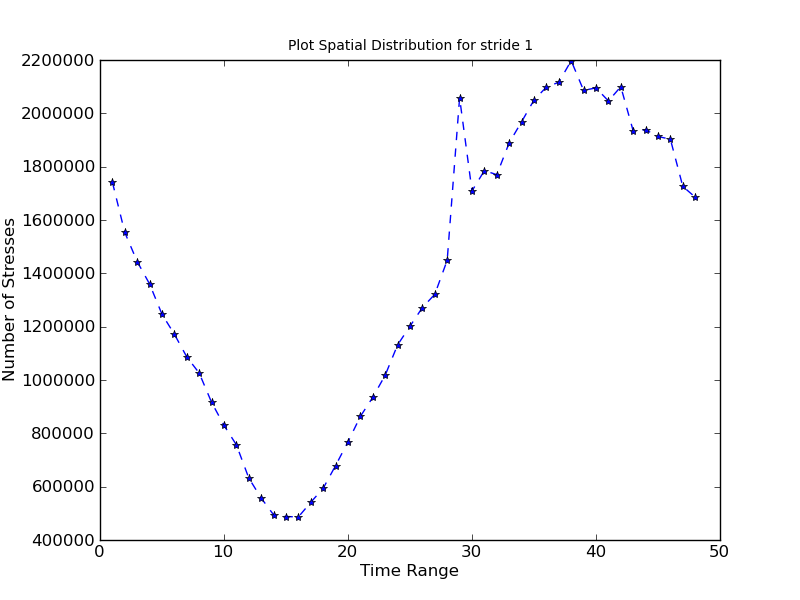 Plot Spatial Distribution for stride 1
2200000
2000000
1800000
1600000
1400000
1200000
1000000
800000
600000
400000
Number of Stresses
0 10 20 30 40 50
Time Range